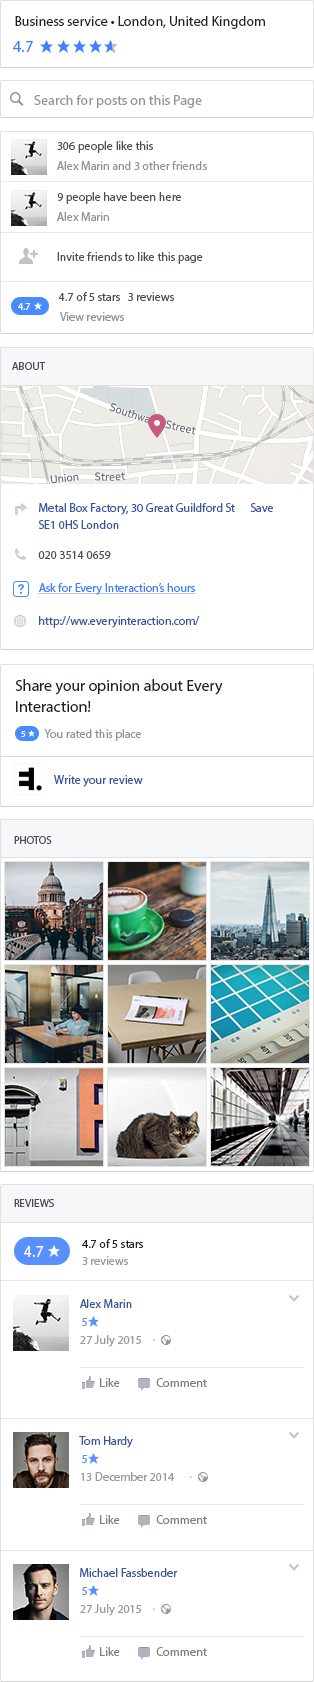 Business service • London, United Kingdom
4.7
Search for posts on this Page
306 people like this
Alex Marin and 3 other friends
9 people have been here
Alex Marin
Invite friends to like this page
4.7 ★ 4.7 of 5 stars 3 reviews
View reviews
ABOUT
Southwark Street
Union Street
Metal Box Factory, 30 Great Guildford St Save
SE1 0HS London
020 3514 0659
? Ask for Every Interaction's hours
http://ww.everyinteraction.com/
Share your opinion about Every
Interaction!
5 ★ You rated this place
Write your review
PHOTOS
REVIEWS
4.7 ★ 4.7 of 5 stars
3 reviews
Alex Marin
5★
27 July 2015 ·
Like Comment
Tom Hardy
5★
13 December 2014 ·
Like Comment
Michael Fassbender
5★
27 July 2015 ·
Like Comment